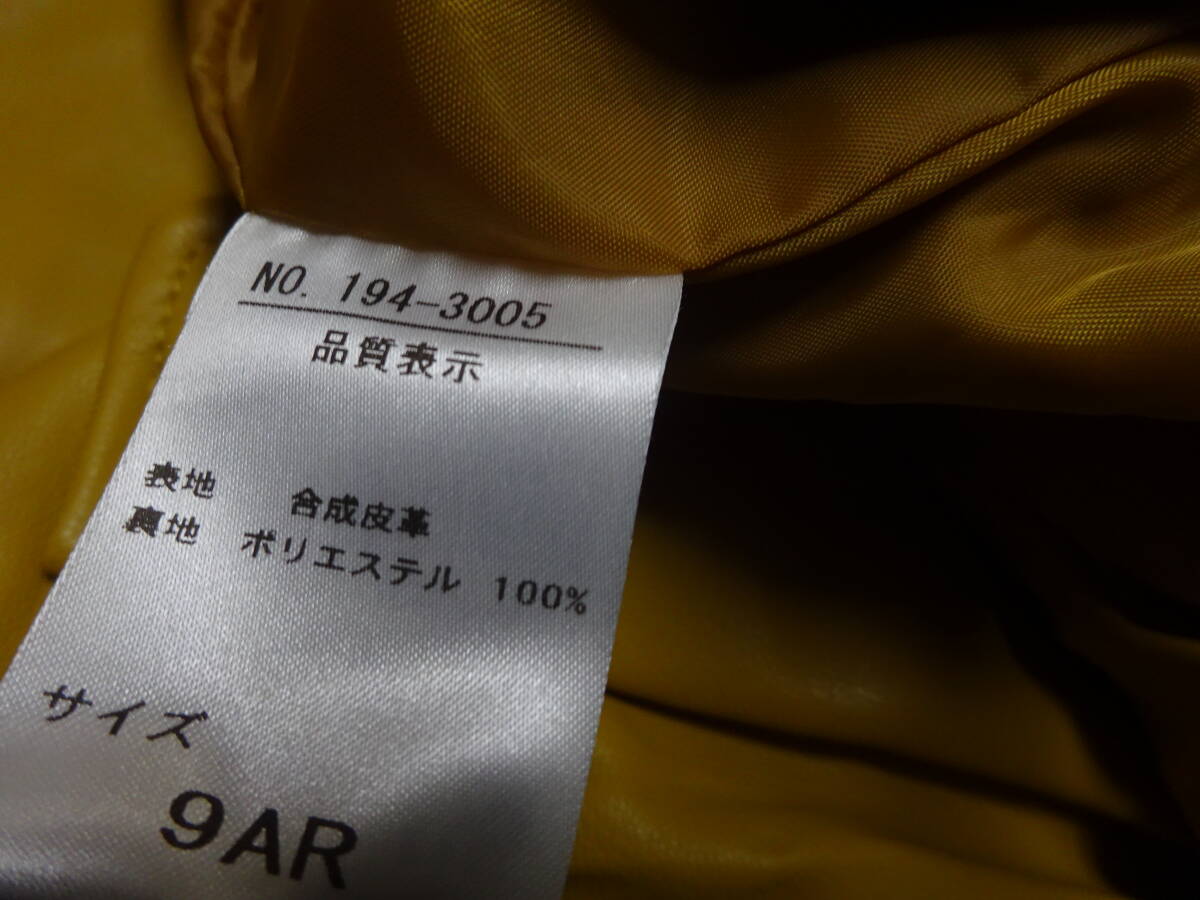 NO. 194-3005
品質表示
表地 合成皮革
裏地 ポリエステル 100%
サイズ
9AR